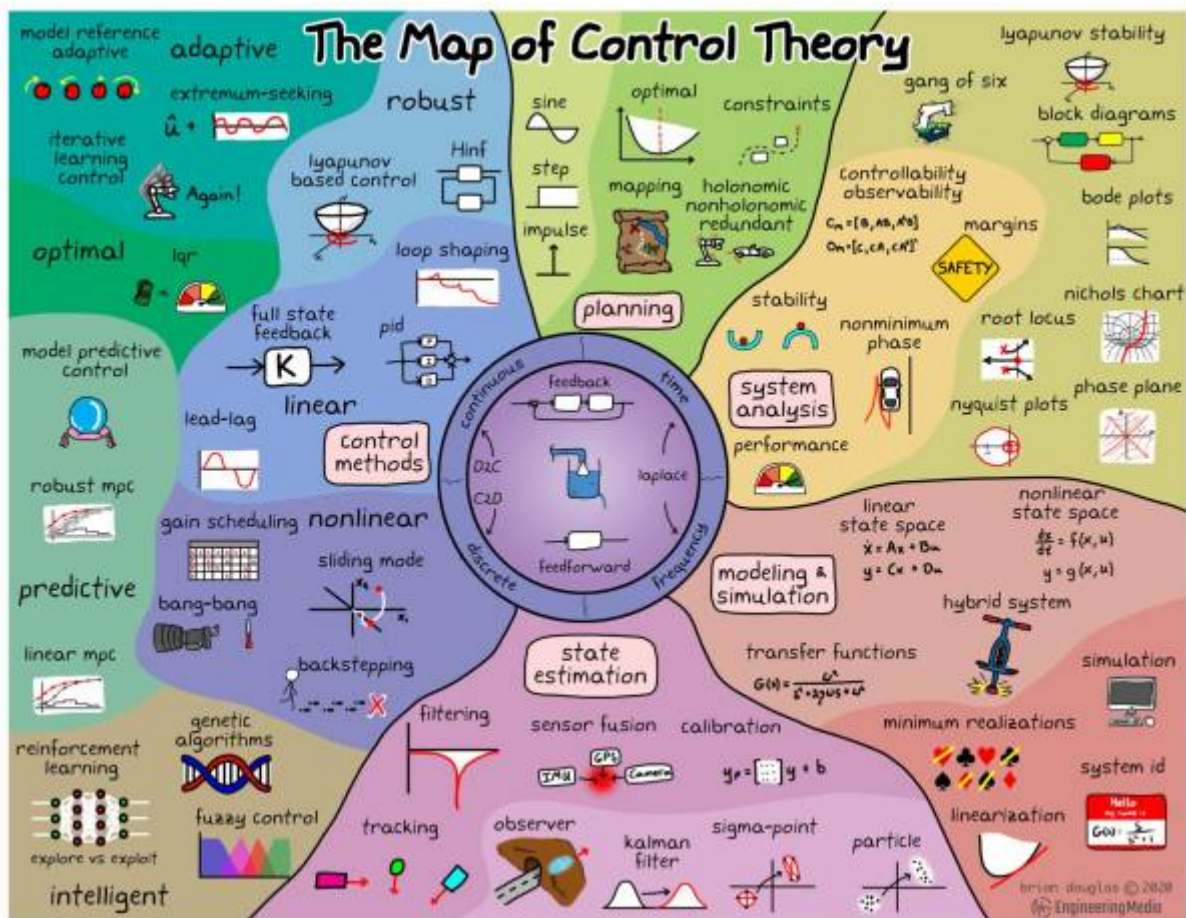 The Map of Control Theory
model reference
adaptive
adaptive
extremum-seeking
û +
iterative
learning
control
Again!
robust
lyapunov
based control
Hinf
optimal
lqr
loop shaping
full state
feedback
K
pid
linear
lead-lag
control
methods
model predictive
control
robust mpc
predictive
linear mpc
gain scheduling
nonlinear
sliding mode
bang-bang
backstepping
X
reinforcement
learning
explore vs exploit
genetic
algorithms
fuzzy control
intelligent
sine
step
impulse
optimal
constraints
mapping
holonomic
nonholonomic
redundant
planning
continuous
time
discrete
frequency
feedback
D2C
C2D
laplace
feedforward
lyapunov stability
gang of six
block diagrams
controllability
observability
margins
SAFETY
bode plots
nichols chart
stability
nonminimum
phase
root locus
phase plane
system
analysis
nyquist plots
performance
linear
state space
ẋ = Ax + Bu
y = Cx + Du
nonlinear
state space
dx/dt = f(x, u)
y = g(x, u)
modeling &
simulation
hybrid system
transfer functions
simulation
minimum realizations
system id
Hello
linearization
state
estimation
filtering
sensor fusion
IMU
GPS
Camera
calibration
tracking
observer
kalman
filter
sigma-point
particle
brian douglas © 2020
EngineeringMedia